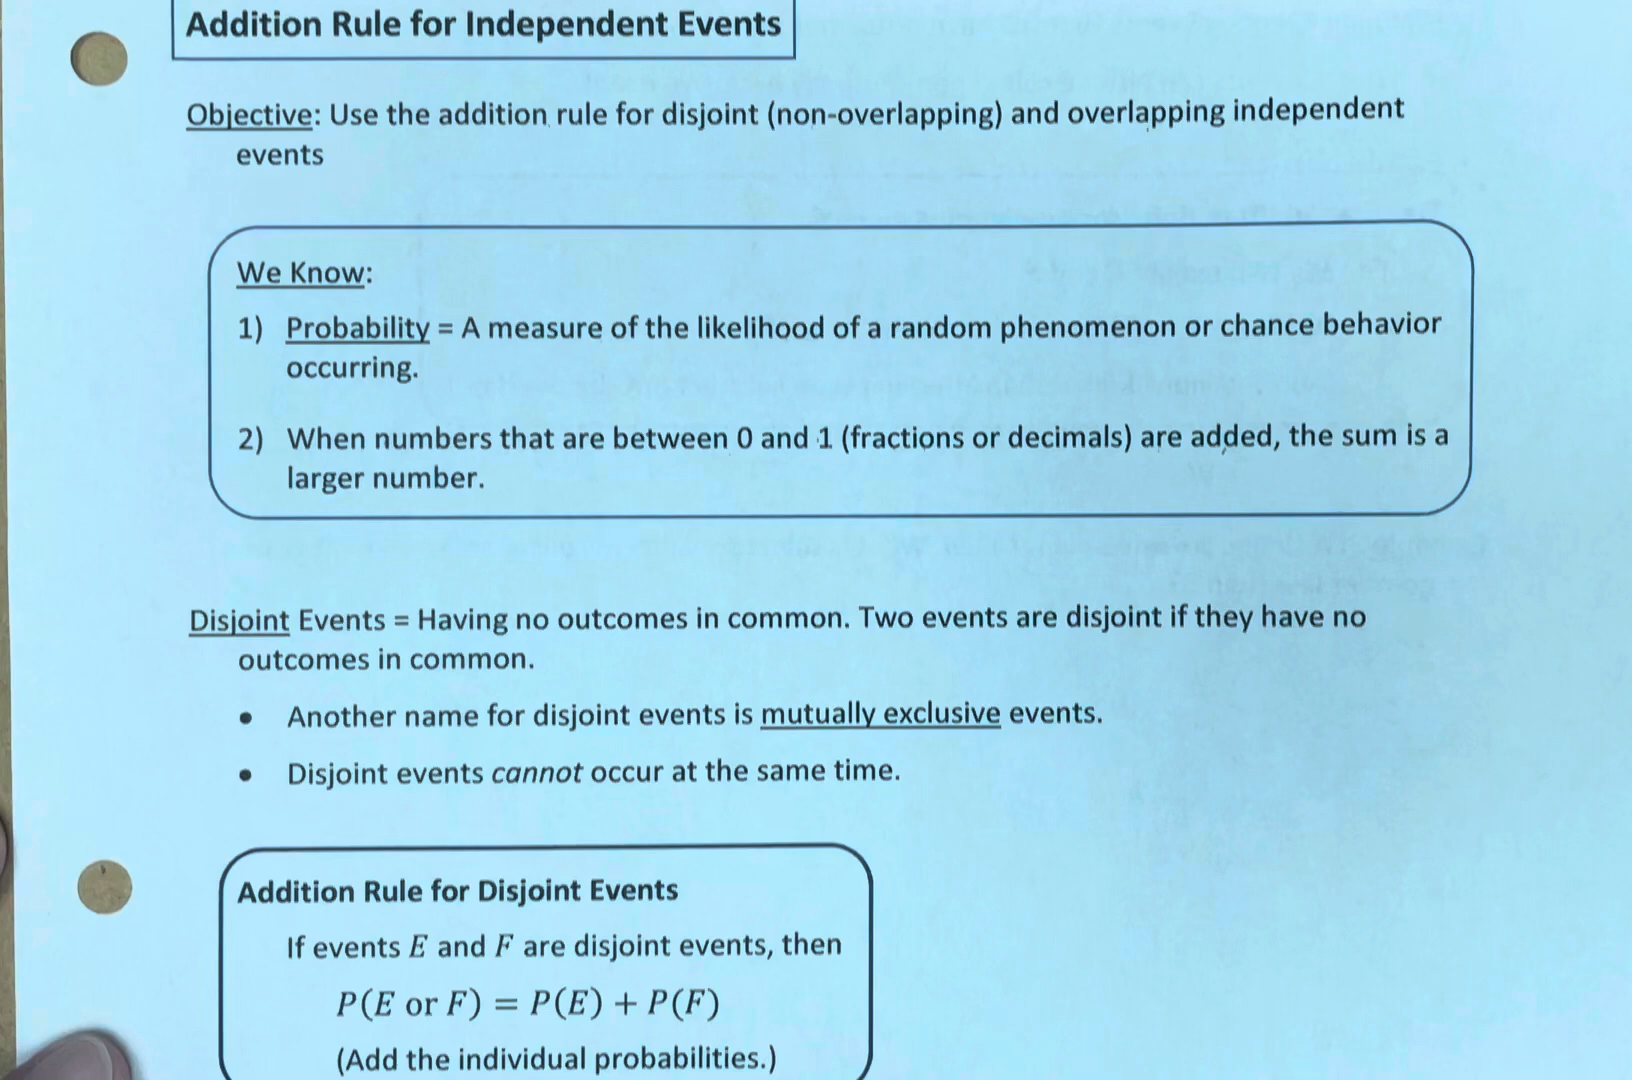 Addition Rule for Independent Events
Objective: Use the addition rule for disjoint (non-overlapping) and overlapping independent
events
We Know:
1) Probability = A measure of the likelihood of a random phenomenon or chance behavior
occurring.
2) When numbers that are between 0 and 1 (fractions or decimals) are added, the sum is a
larger number.
Disjoint Events = Having no outcomes in common. Two events are disjoint if they have no
outcomes in common.
• Another name for disjoint events is mutually exclusive events.
• Disjoint events cannot occur at the same time.
Addition Rule for Disjoint Events
If events E and F are disjoint events, then
P(E or F) = P(E) + P(F)
(Add the individual probabilities.)